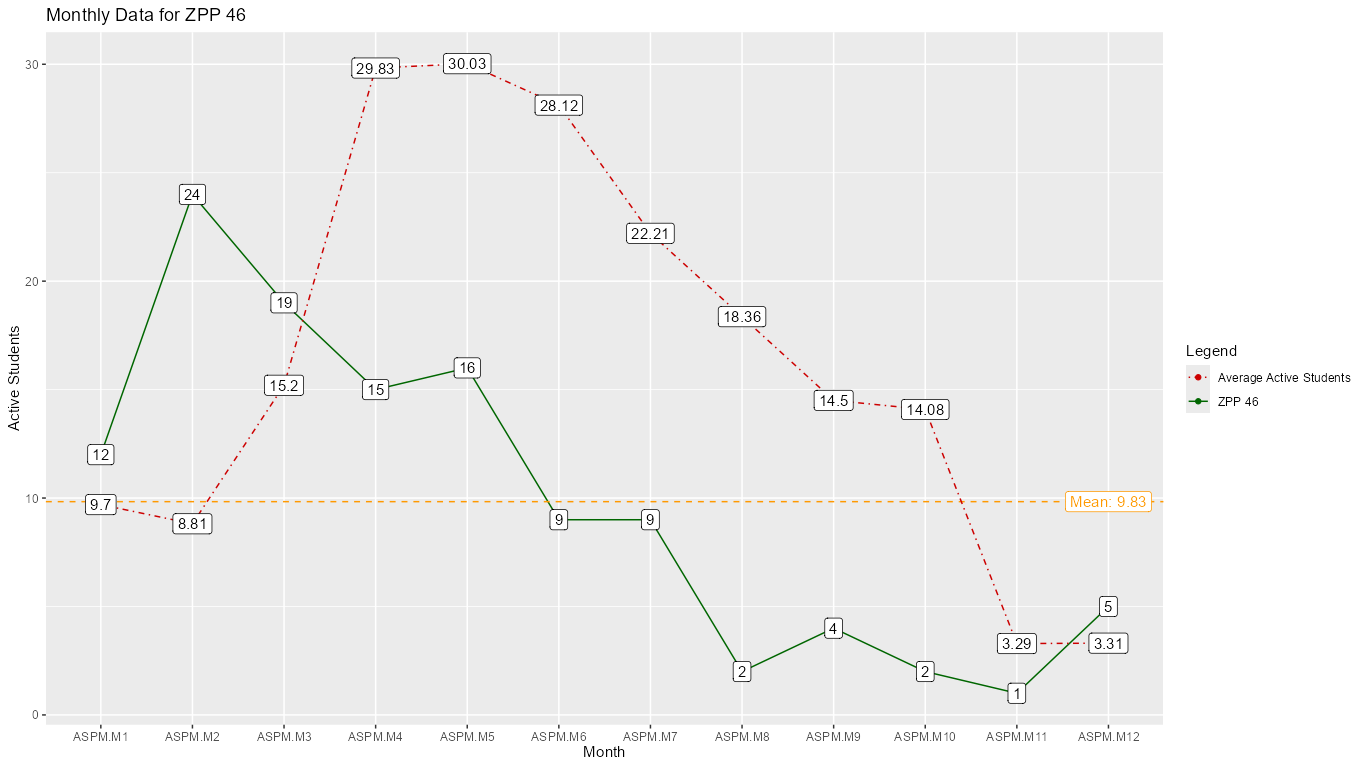 Monthly Data for ZPP 46
Active Students
30
20
10
0
29.83
30.03
28.12
24
22.21
19
18.36
15.2
15
16
14.5
14.08
12
9.7
8.81
Mean: 9.83
9
9
5
4
3.29
3.31
2
2
1
ASPM.M1
ASPM.M2
ASPM.M3
ASPM.M4
ASPM.M5
ASPM.M6
ASPM.M7
ASPM.M8
ASPM.M9
ASPM.M10
ASPM.M11
ASPM.M12
Month
Legend
Average Active Students
ZPP 46